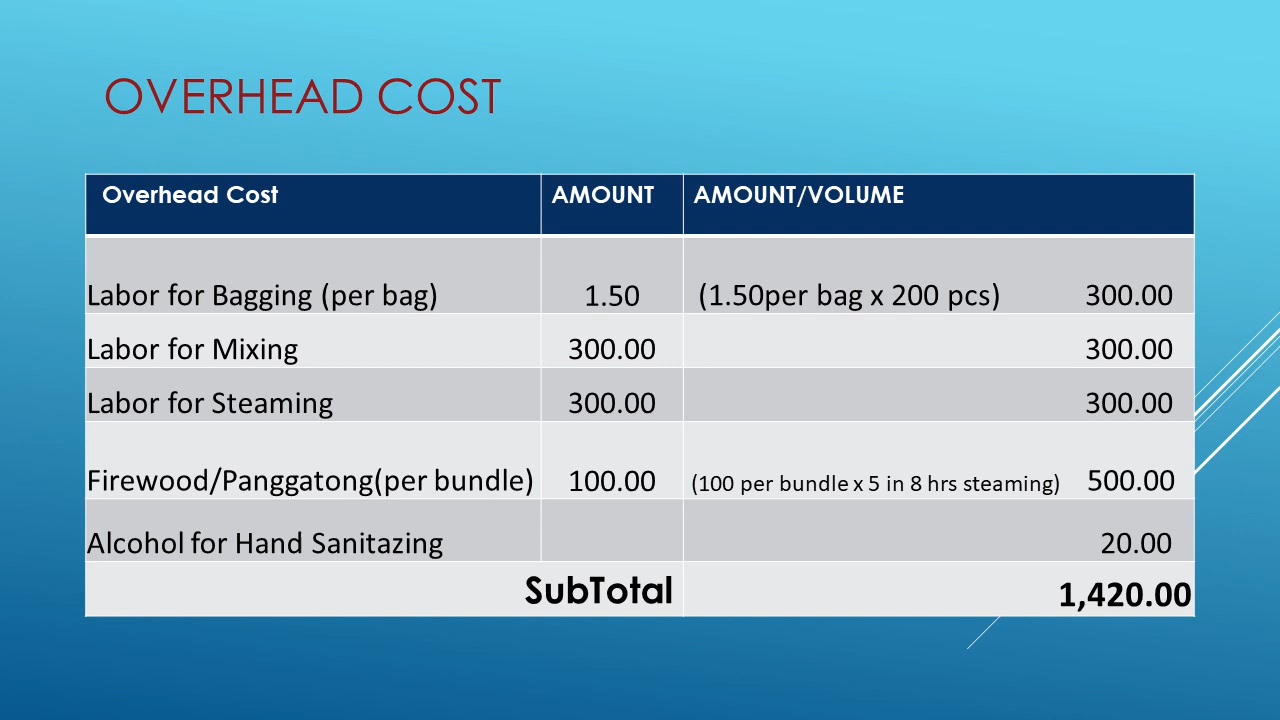 OVERHEAD COST
Overhead Cost AMOUNT AMOUNT/VOLUME
Labor for Bagging (per bag) 1.50 (1.50per bag x 200 pcs) 300.00
Labor for Mixing 300.00 300.00
Labor for Steaming 300.00 300.00
Firewood/Panggatong(per bundle) 100.00 (100 per bundle x 5 in 8 hrs steaming) 500.00
Alcohol for Hand Sanitazing 20.00
SubTotal 1,420.00